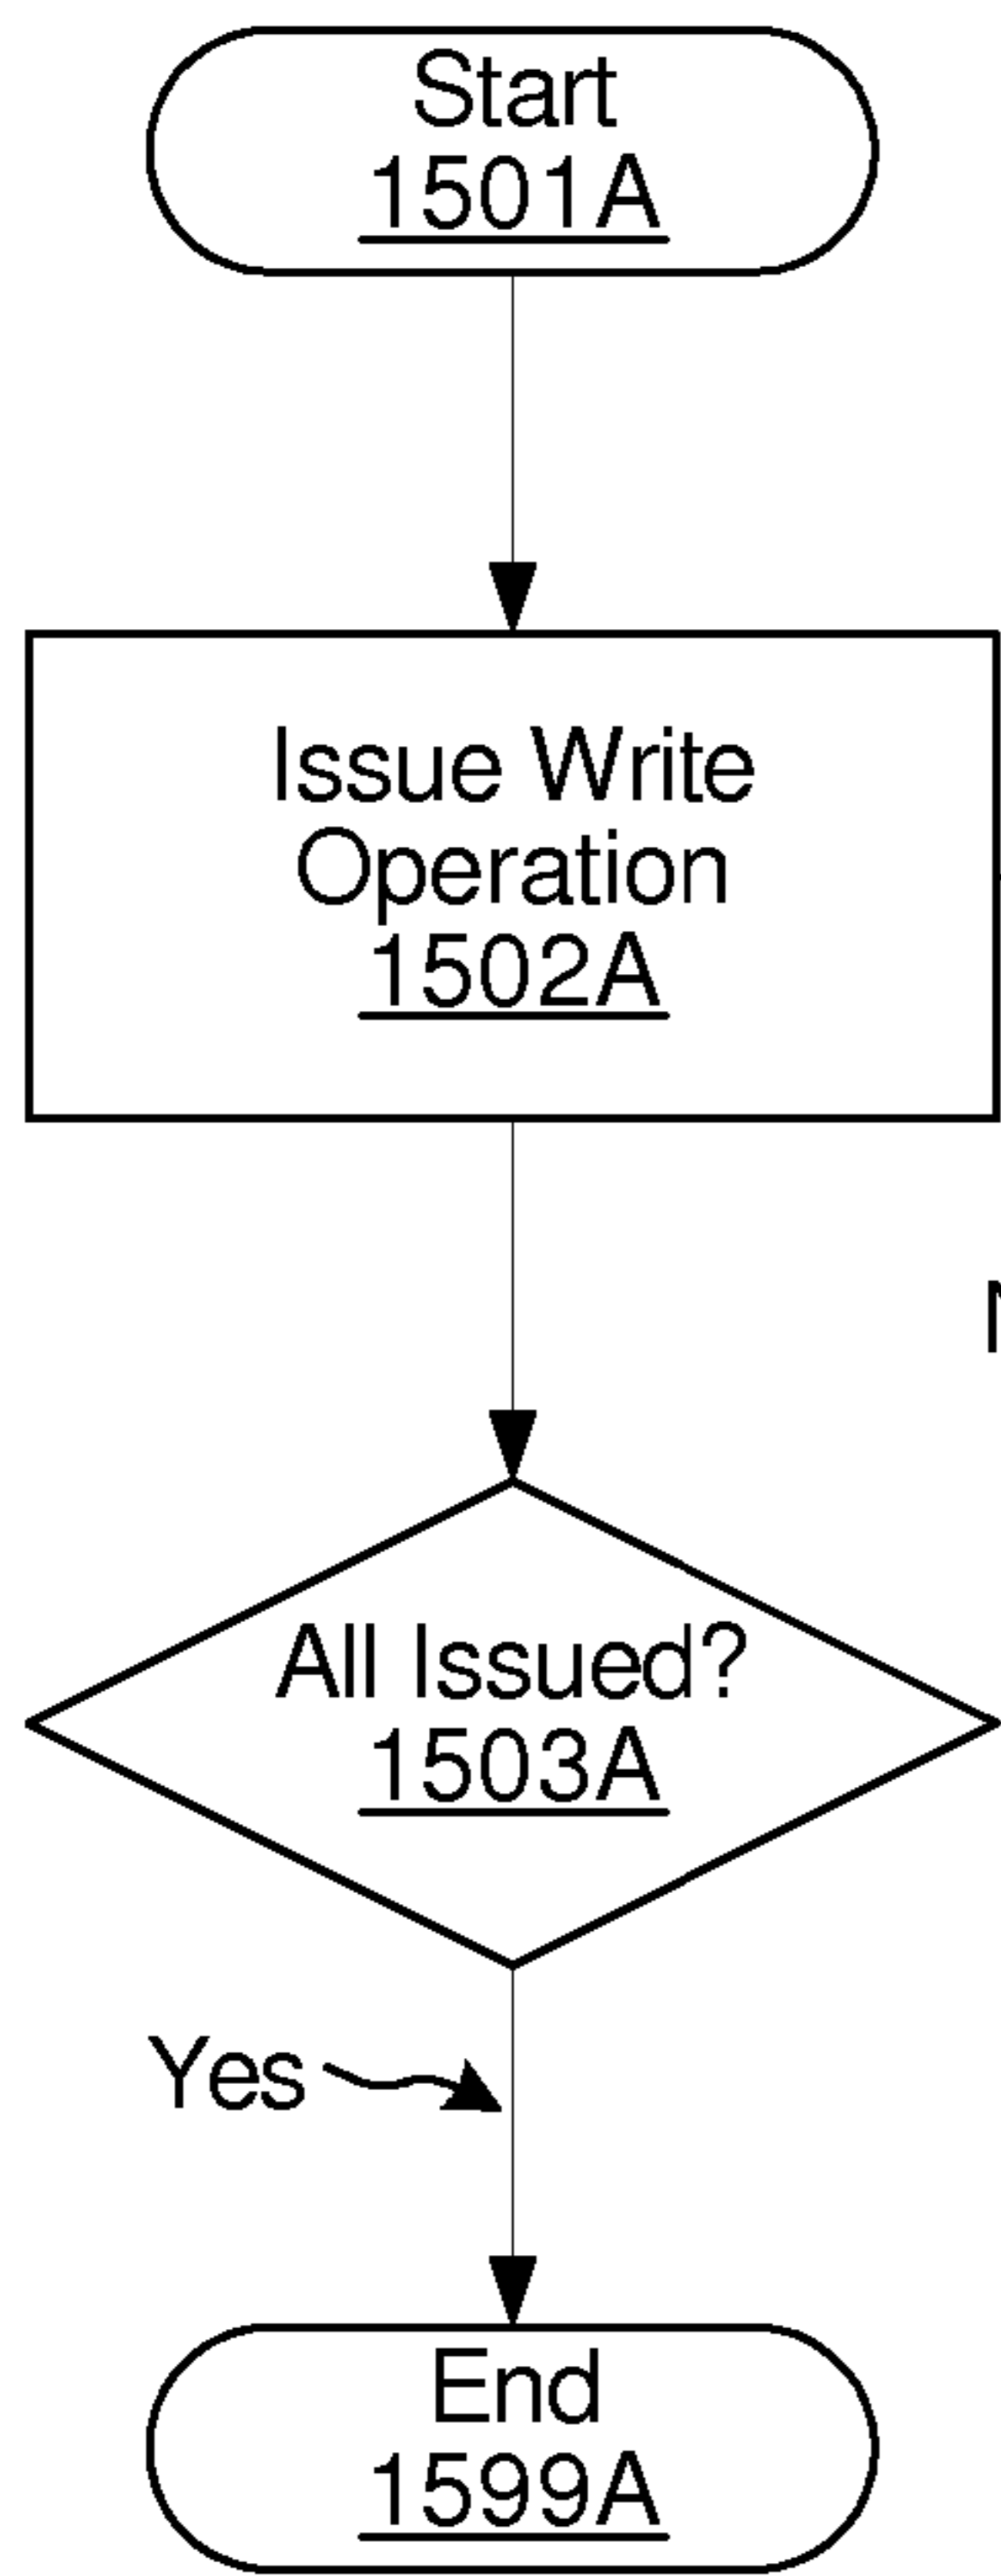 Start
1501A
Issue Write
Operation
1502A
All Issued?
1503A
Yes
End
1599A